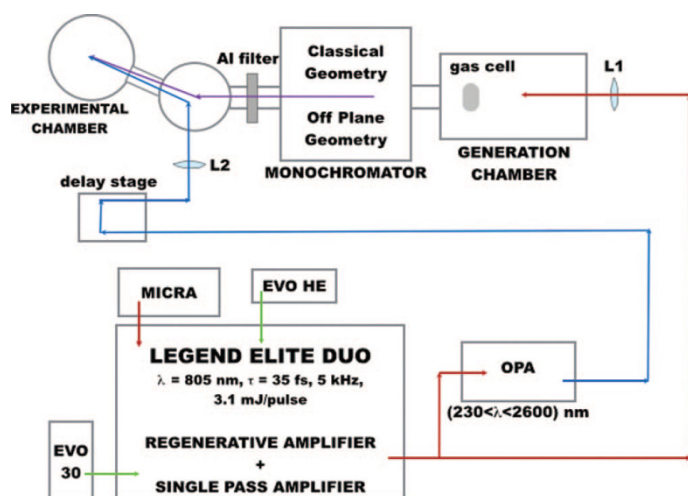 Al filter
Classical
Geometry
Off Plane
Geometry
MONOCHROMATOR
gas cell
L1
GENERATION
CHAMBER
EXPERIMENTAL
CHAMBER
L2
delay stage
MICRA
EVO HE
LEGEND ELITE DUO
λ = 805 nm, τ = 35 fs, 5 kHz,
3.1 mJ/pulse
REGENERATIVE AMPLIFIER
+
SINGLE PASS AMPLIFIER
EVO
30
OPA
(230<λ<2600) nm